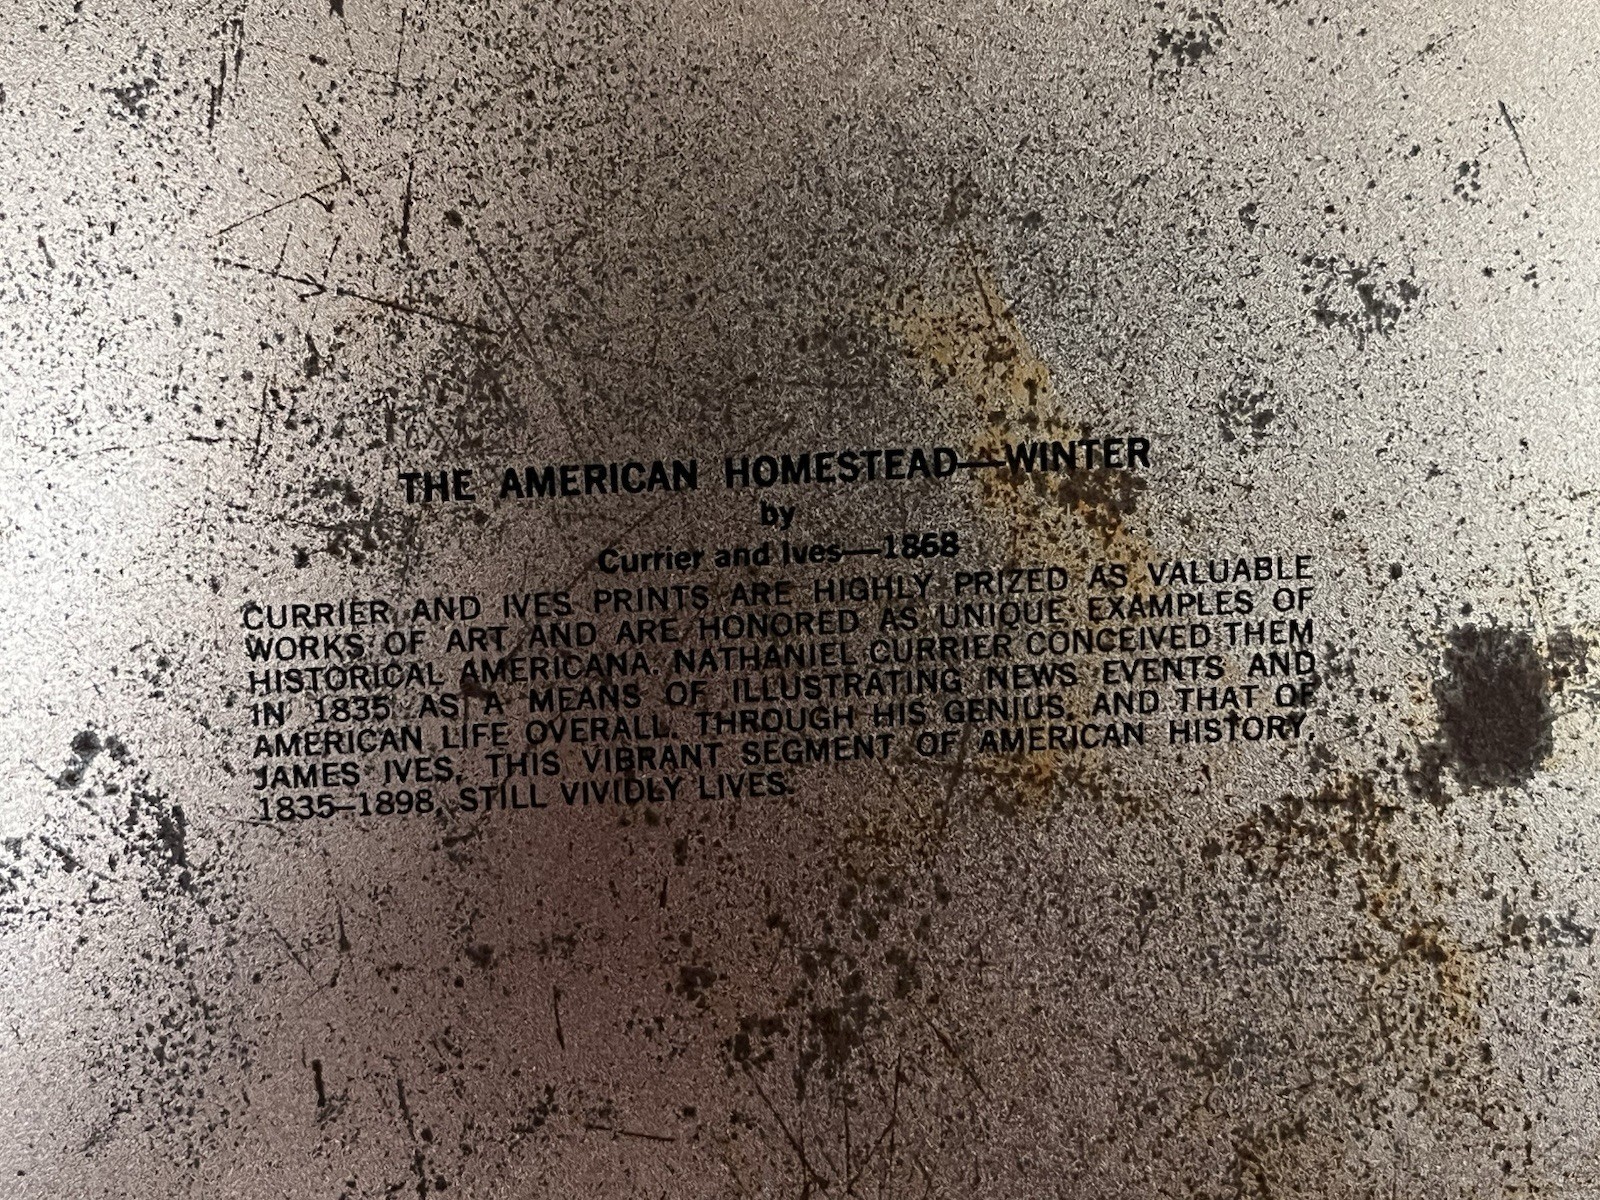 THE AMERICAN HOMESTEAD—WINTER
by
Currier and Ives—1868
CURRIER AND IVES PRINTS ARE HIGHLY PRIZED AS VALUABLE
WORKS OF ART AND ARE HONORED AS UNIQUE EXAMPLES OF
HISTORICAL AMERICANA. NATHANIEL CURRIER CONCEIVED THEM
IN 1835 AS A MEANS OF ILLUSTRATING NEWS EVENTS AND
AMERICAN LIFE OVERALL. THROUGH HIS GENIUS, AND THAT OF
JAMES IVES, THIS VIBRANT SEGMENT OF AMERICAN HISTORY,
1835–1898, STILL VIVIDLY LIVES.